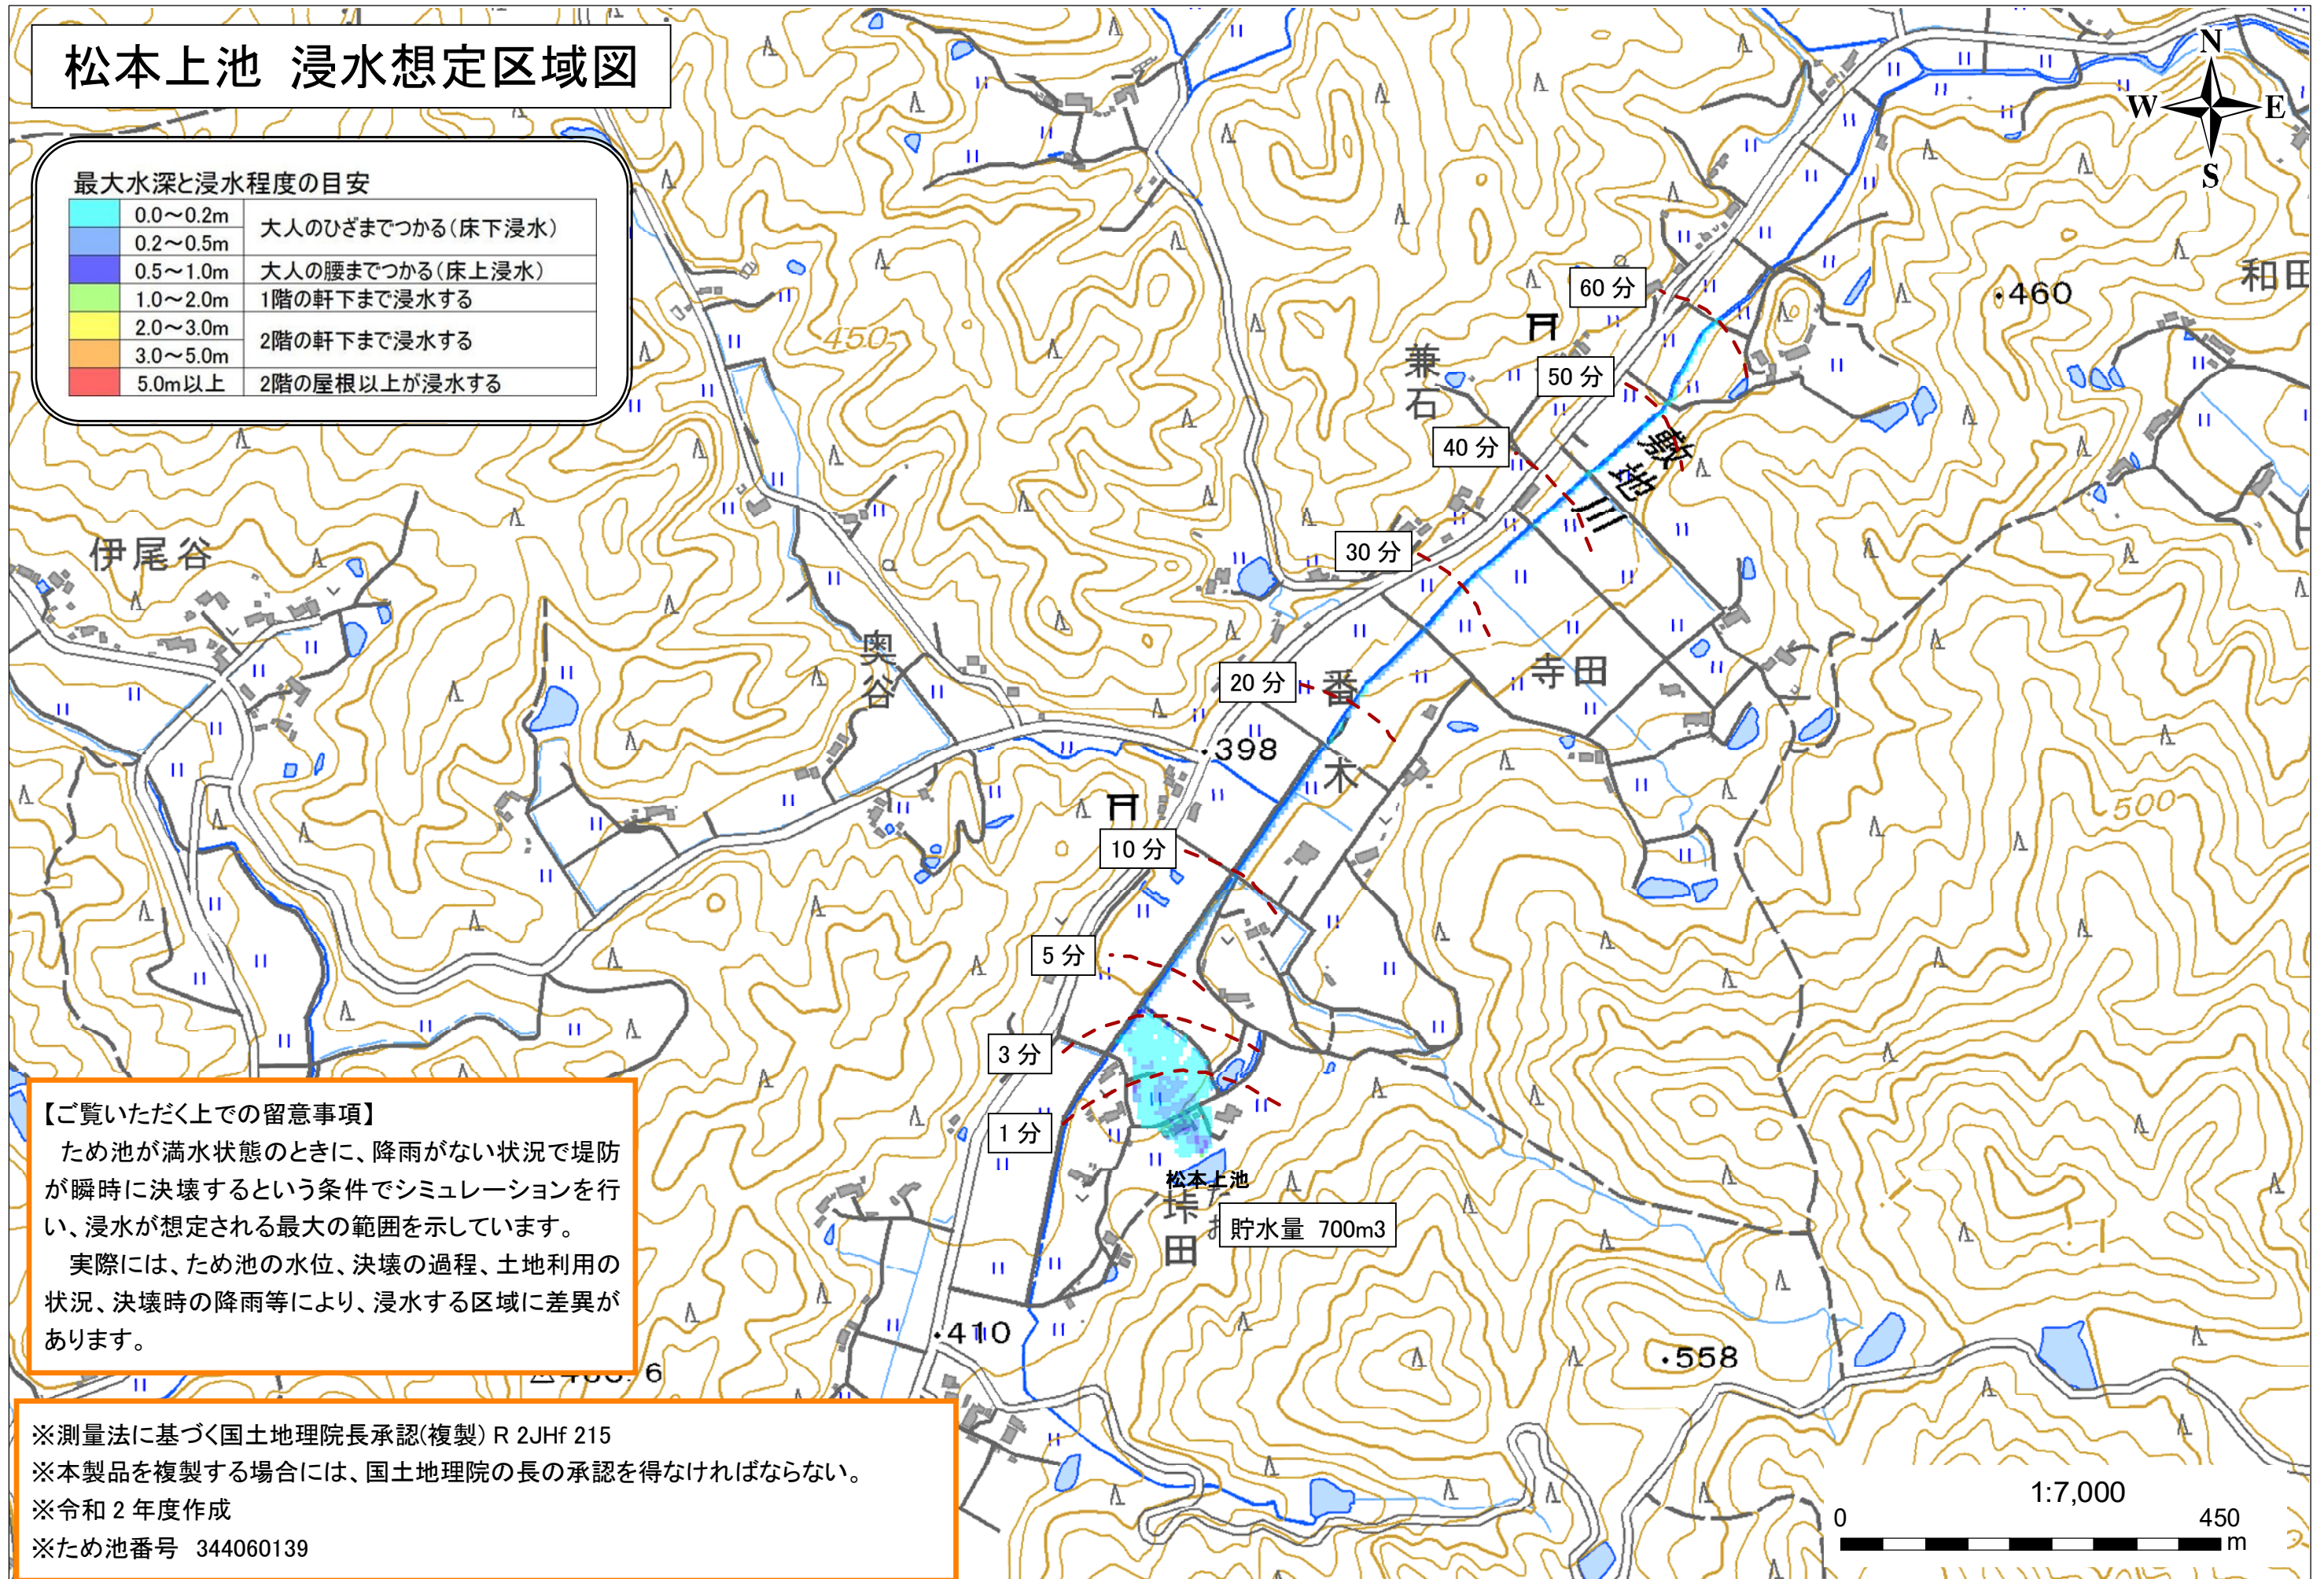 松本上池 浸水想定区域図
N
W
E
S
最大水深と浸水程度の目安
0.0～0.2m
大人のひざまでつかる(床下浸水)
0.2～0.5m
0.5～1.0m 大人の腰までつかる(床上浸水)
1.0～2.0m 1階の軒下まで浸水する
2.0～3.0m
2階の軒下まで浸水する
3.0～5.0m
5.0m以上 2階の屋根以上が浸水する
450
・460
和田
兼石
60 分
50 分
40 分
敷地川
30 分
伊尾谷
奥谷
20 分
番木
寺田
・398
500
10 分
5 分
3 分
1 分
松本上池
田
貯水量 700m3
・410
・558
6
【ご覧いただく上での留意事項】
ため池が満水状態のときに、降雨がない状況で堤防
が瞬時に決壊するという条件でシミュレーションを行
い、浸水が想定される最大の範囲を示しています。
実際には、ため池の水位、決壊の過程、土地利用の
状況、決壊時の降雨等により、浸水する区域に差異が
あります。
※測量法に基づく国土地理院長承認(複製) R 2JHf 215
※本製品を複製する場合には、国土地理院の長の承認を得なければならない。
※令和 2 年度作成
※ため池番号 344060139
1:7,000
0 450
m